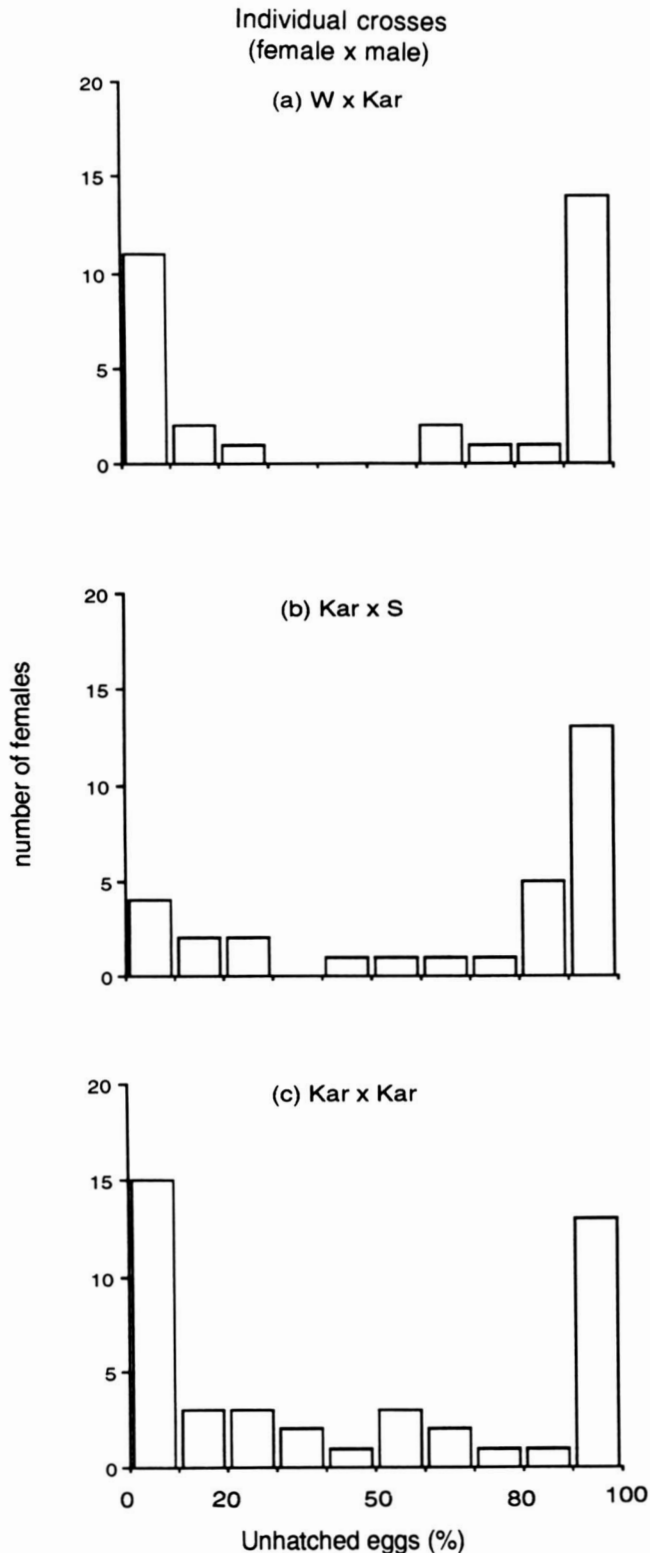 Individual crosses
(female x male)
(a) W x Kar
20
15
10
5
0
(b) Kar x S
20
15
10
5
0
number of females
(c) Kar x Kar
20
15
10
5
0
0 20 50 80 100
Unhatched eggs (%)